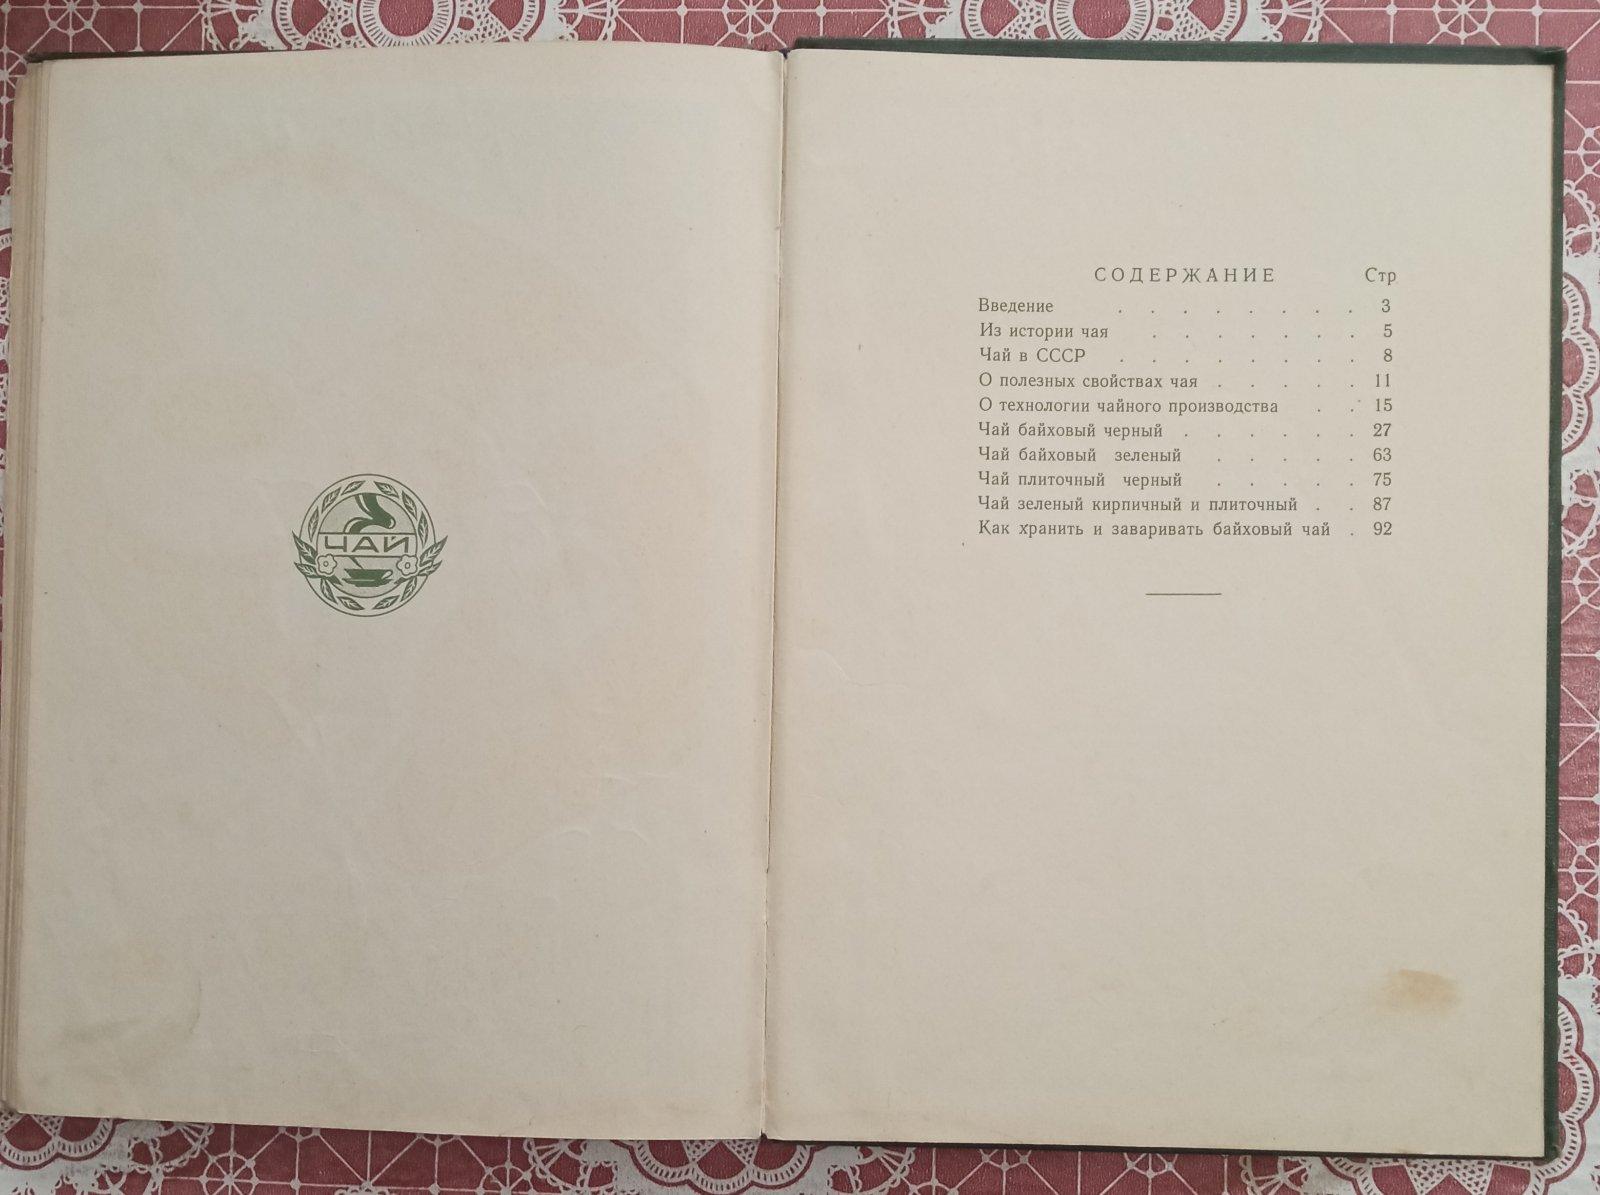 ЧАЙ
СОДЕРЖАНИЕ Стр
Введение . . . . . . . . 3
Из истории чая . . . . . . . 5
Чай в СССР . . . . . . . . 8
О полезных свойствах чая . . . . . 11
О технологии чайного производства . . 15
Чай байховый черный . . . . . . 27
Чай байховый зеленый . . . . . 63
Чай плиточный черный . . . . . 75
Чай зеленый кирпичный и плиточный . . 87
Как хранить и заваривать байховый чай . 92